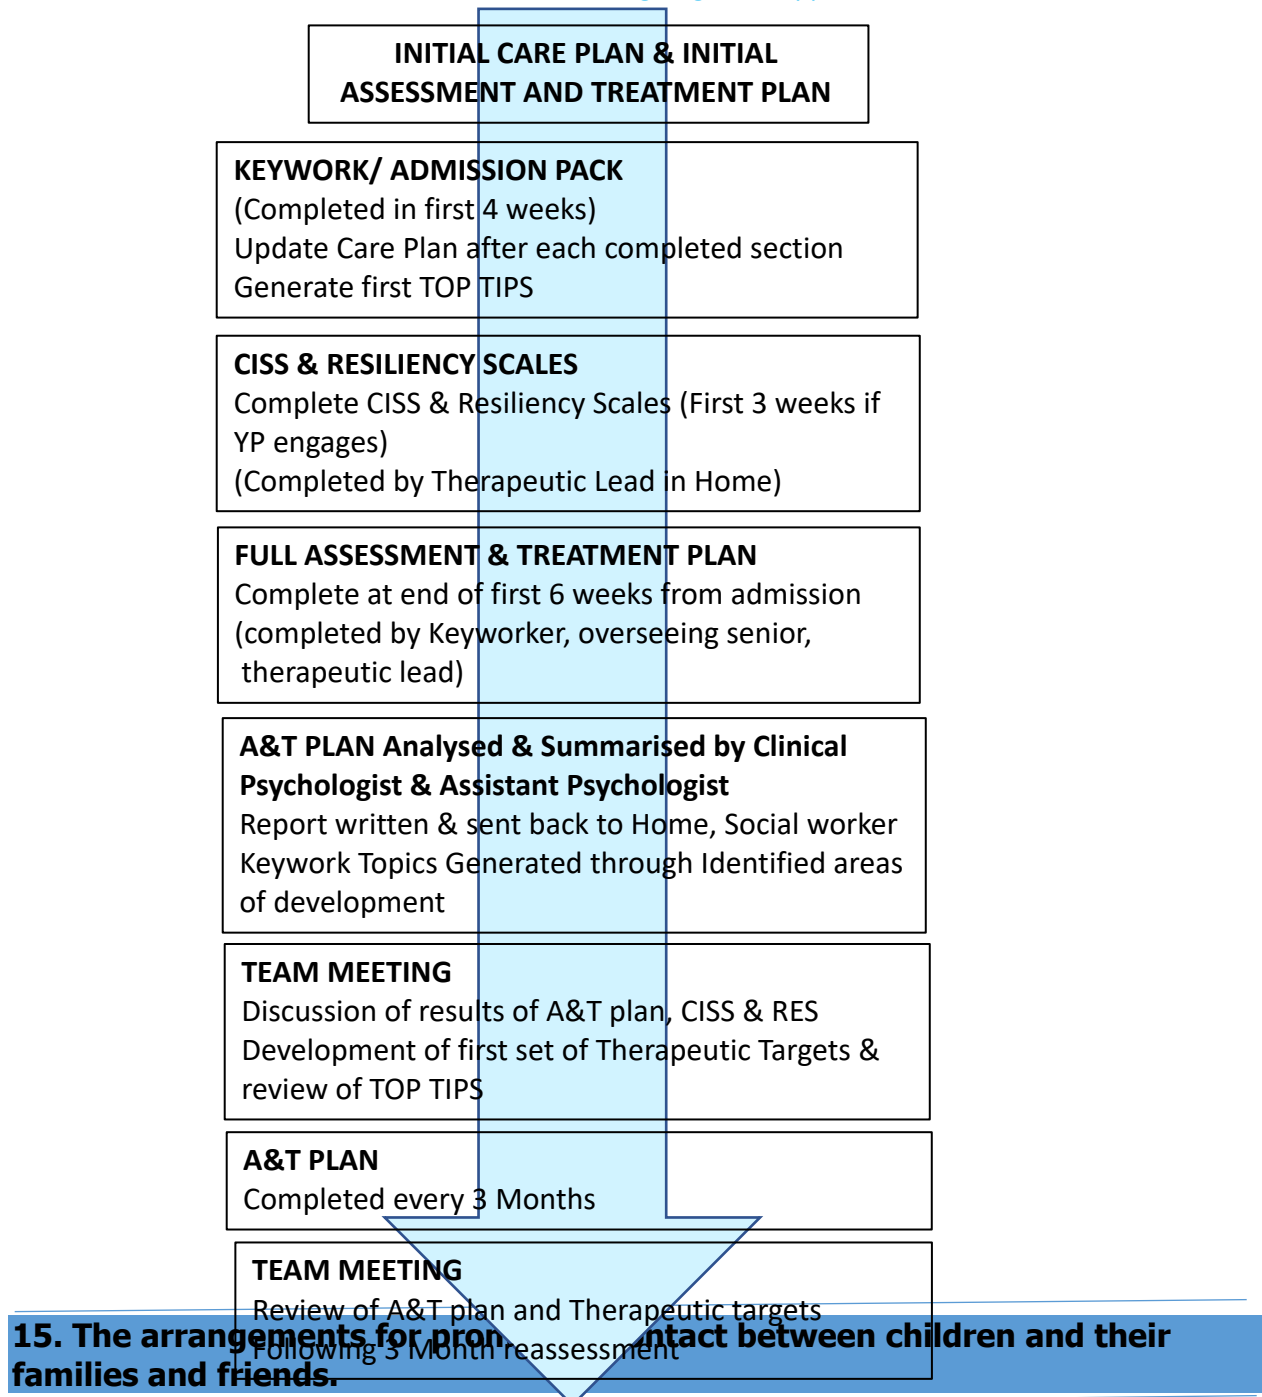 INITIAL CARE PLAN & INITIAL
ASSESSMENT AND TREATMENT PLAN
KEYWORK/ ADMISSION PACK
(Completed in first 4 weeks)
Update Care Plan after each completed section
Generate first TOP TIPS
CISS & RESILIENCY SCALES
Complete CISS & Resiliency Scales (First 3 weeks if
YP engages)
(Completed by Therapeutic Lead in Home)
FULL ASSESSMENT & TREATMENT PLAN
Complete at end of first 6 weeks from admission
(completed by Keyworker, overseeing senior,
therapeutic lead)
A&T PLAN Analysed & Summarised by Clinical
Psychologist & Assistant Psychologist
Report written & sent back to Home, Social worker
Keywork Topics Generated through Identified areas
of development
TEAM MEETING
Discussion of results of A&T plan, CISS & RES
Development of first set of Therapeutic Targets &
review of TOP TIPS
A&T PLAN
Completed every 3 Months
TEAM MEETING
Review of A&T plan and Therapeutic targets
Following 3 Month reassessment
15. The arrangements for between children and their
families and friends.